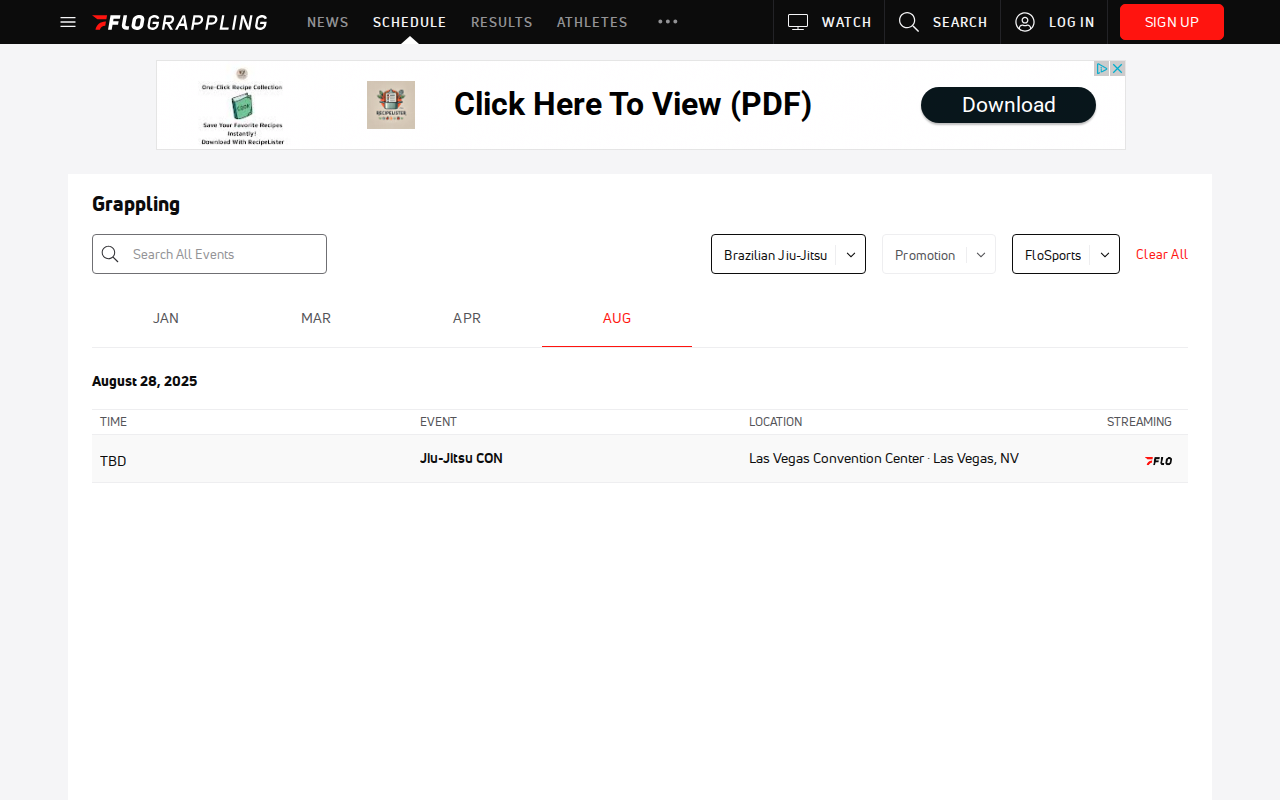 FLOGRAPPLING NEWS SCHEDULE RESULTS ATHLETES ••• WATCH SEARCH LOG IN SIGN UP
One-Click Recipe Collection
Save Your Favorite Recipes
Instantly!
Download With RecipeLister
RECIPELISTER
Click Here To View (PDF)
Download
Grappling
Search All Events
Brazilian Jiu-Jitsu
Promotion
FloSports
Clear All
JAN MAR APR AUG
August 28, 2025
TIME EVENT LOCATION STREAMING
TBD Jiu-Jitsu CON Las Vegas Convention Center · Las Vegas, NV FLO